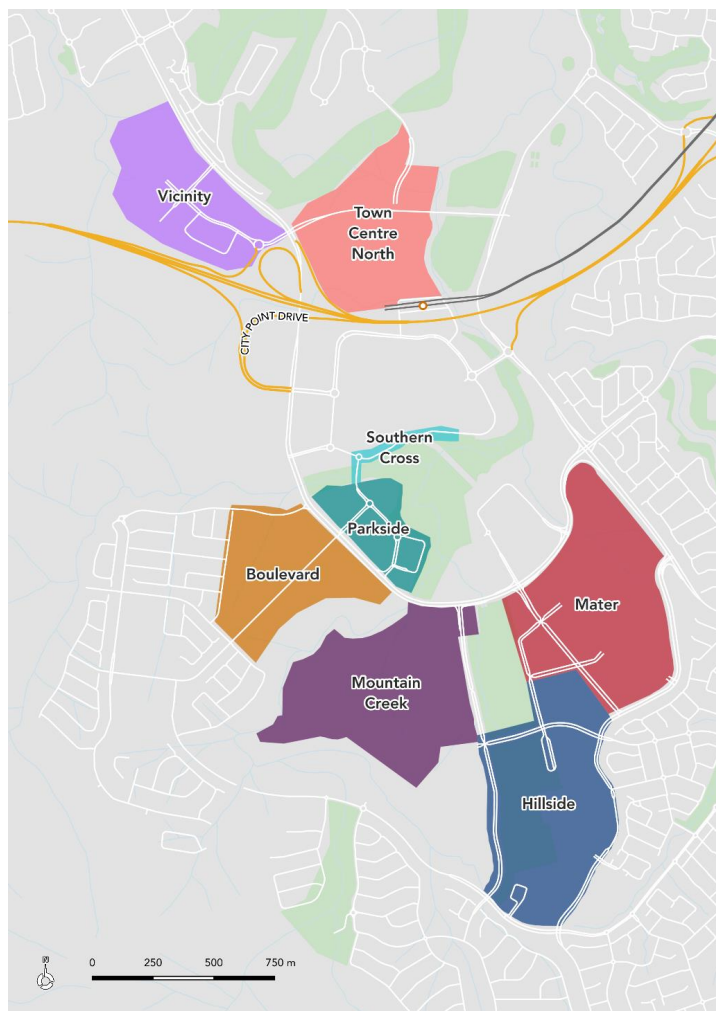 Vicinity
Town
Centre
North
CITY POINT DRIVE
Southern
Cross
Parkside
Boulevard
Mater
Mountain
Creek
Hillside
N
0 250 500 750 m